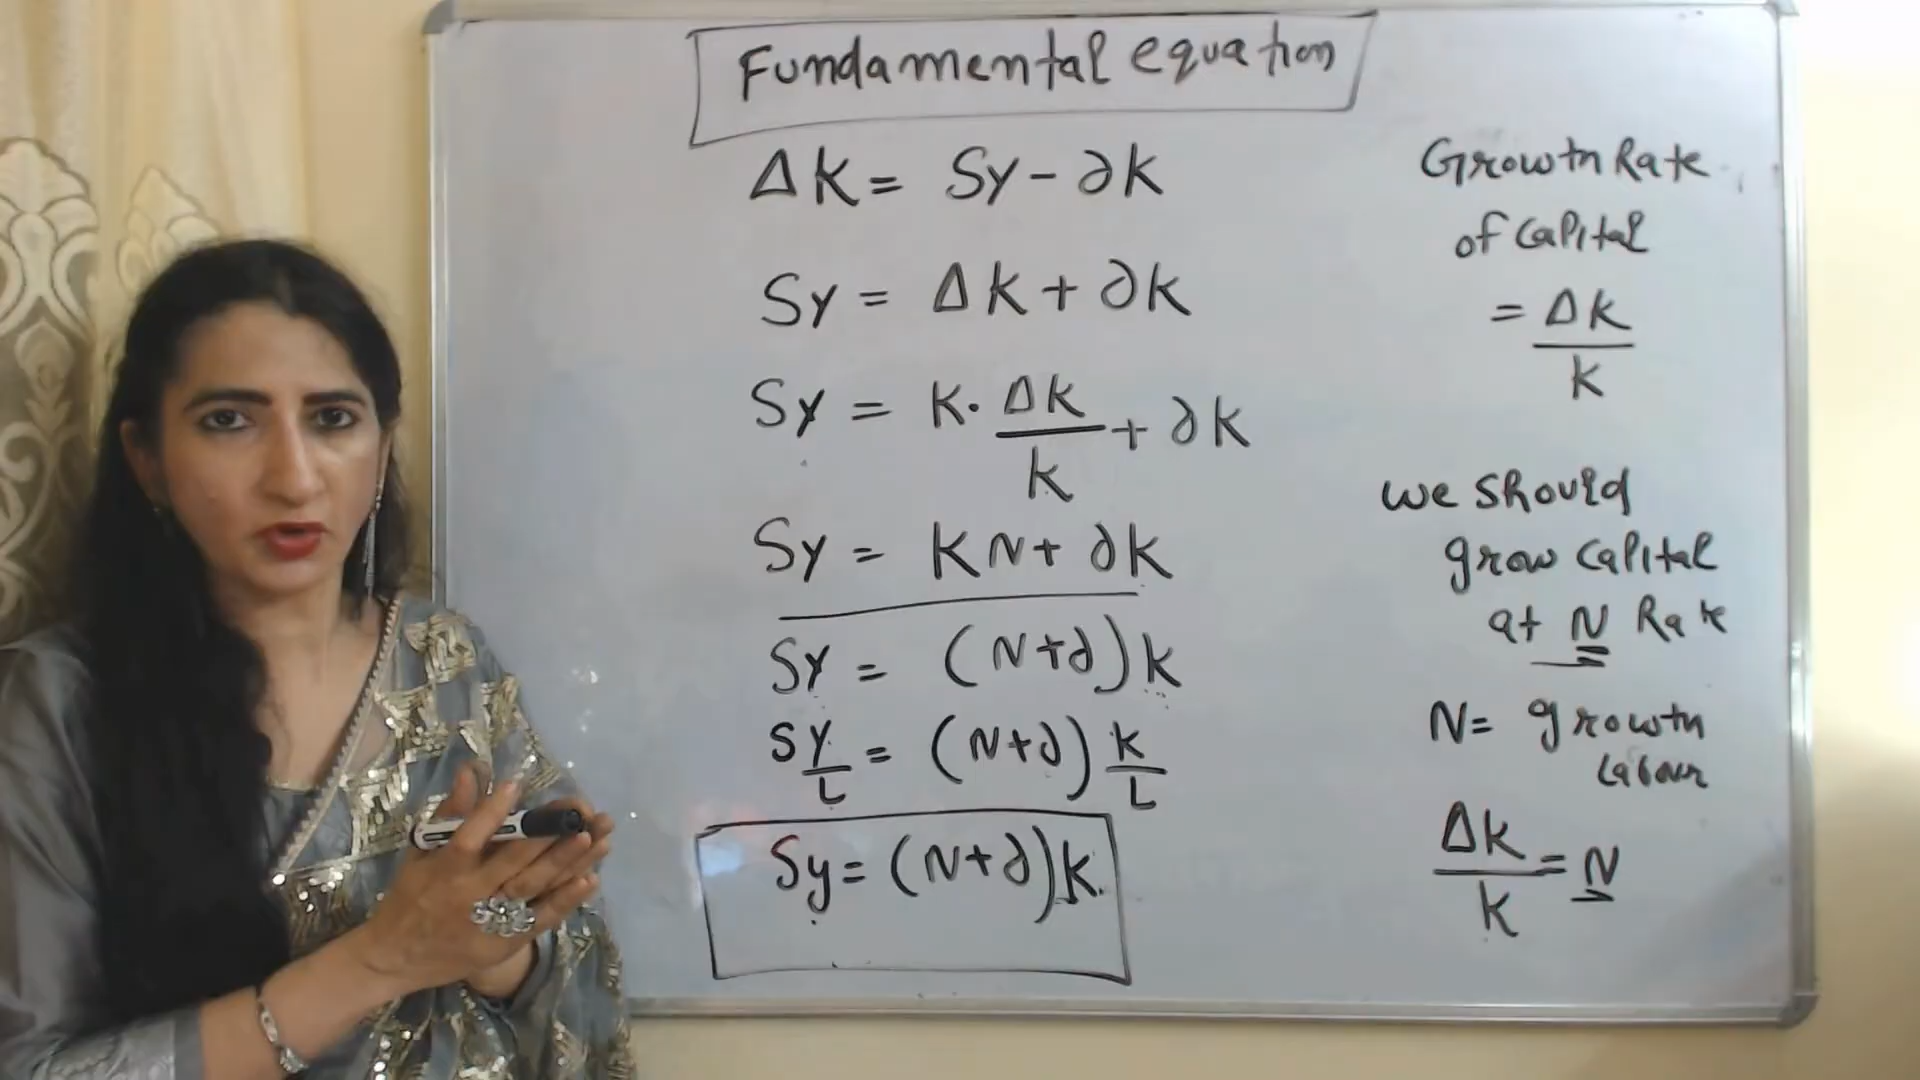 Fundamental equation
ΔK = SY - ∂K
SY = ΔK + ∂K
SY = K. ΔK/K + ∂K
SY = KN + ∂K
SY = (N+∂)K
SY/L = (N+∂) K/L
Sy = (N+∂)k.
Growth Rate
of capital
= ΔK/K
we should
grow capital
at N Rate
N = growth
Labour
ΔK/K = N